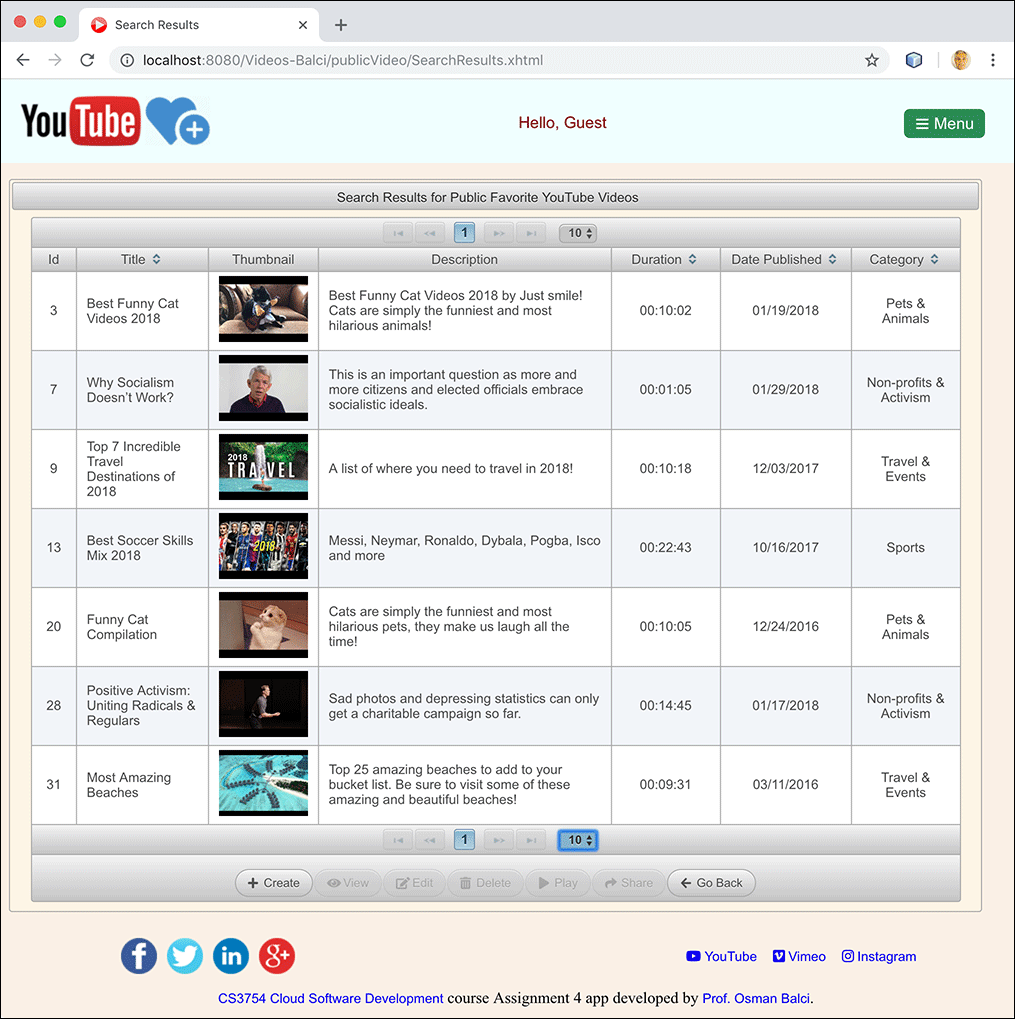 Search Results
localhost:8080/Videos-Balci/publicVideo/SearchResults.xhtml
YouTube
Hello, Guest
Menu
Search Results for Public Favorite YouTube Videos
1
10
Id Title Thumbnail Description Duration Date Published Category
3
Best Funny Cat
Videos 2018
Best Funny Cat Videos 2018 by Just smile!
Cats are simply the funniest and most
hilarious animals!
00:10:02
01/19/2018
Pets &
Animals
7
Why Socialism
Doesn't Work?
This is an important question as more and
more citizens and elected officials embrace
socialistic ideals.
00:01:05
01/29/2018
Non-profits &
Activism
9
Top 7 Incredible
Travel
Destinations of
2018
2018
TRAVEL
A list of where you need to travel in 2018!
00:10:18
12/03/2017
Travel &
Events
13
Best Soccer Skills
Mix 2018
2018
Messi, Neymar, Ronaldo, Dybala, Pogba, Isco
and more
00:22:43
10/16/2017
Sports
20
Funny Cat
Compilation
Cats are simply the funniest and most
hilarious pets, they make us laugh all the
time!
00:10:05
12/24/2016
Pets &
Animals
28
Positive Activism:
Uniting Radicals &
Regulars
Sad photos and depressing statistics can only
get a charitable campaign so far.
00:14:45
01/17/2018
Non-profits &
Activism
31
Most Amazing
Beaches
Top 25 amazing beaches to add to your
bucket list. Be sure to visit some of these
amazing and beautiful beaches!
00:09:31
03/11/2016
Travel &
Events
1
10
Create View Edit Delete Play Share Go Back
f in g+ YouTube Vimeo Instagram
CS3754 Cloud Software Development course Assignment 4 app developed by Prof. Osman Balci.